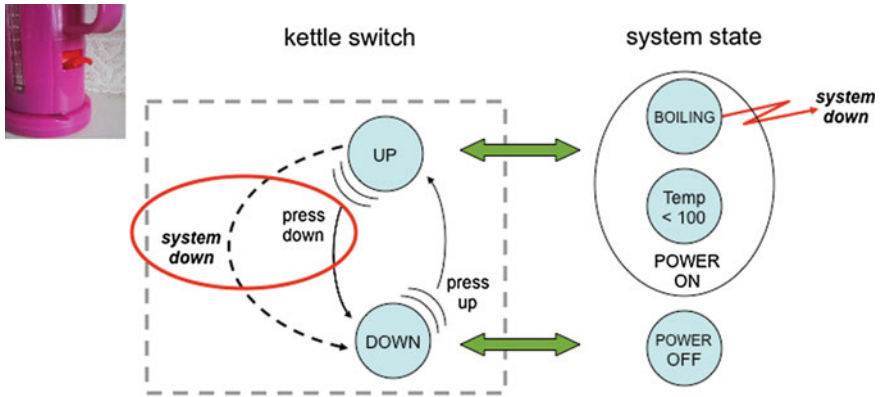 kettle switch
system state
UP
press
down
system
down
press
up
DOWN
BOILING
system
down
Temp
< 100
POWER
ON
POWER
OFF